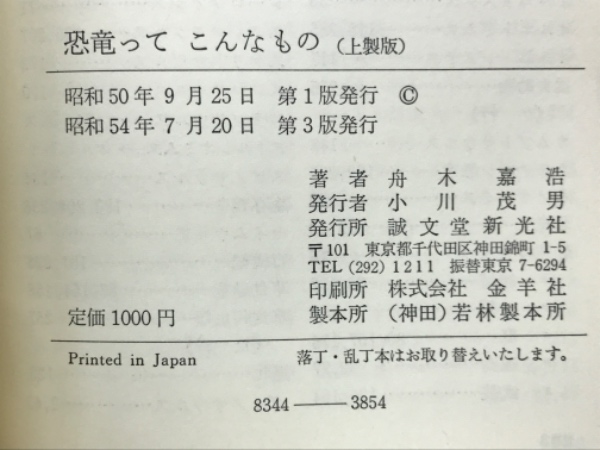 恐竜って こんなもの (上製版)
昭和50年 9 月 25 日 第 1 版発行 ©
昭和54年 7 月 20 日 第 3 版発行
著 者 舟 木 嘉 浩
発行者 小 川 茂 男
発行所 誠文堂新光社
〒101 東京都千代田区神田錦町 1-5
TEL (292) 1211 振替東京 7-6294
印刷所 株式会社 金羊社
定価 1000 円 製本所 (神田) 若林製本所
Printed in Japan 落丁・乱丁本はお取り替えいたします。
8344――3854